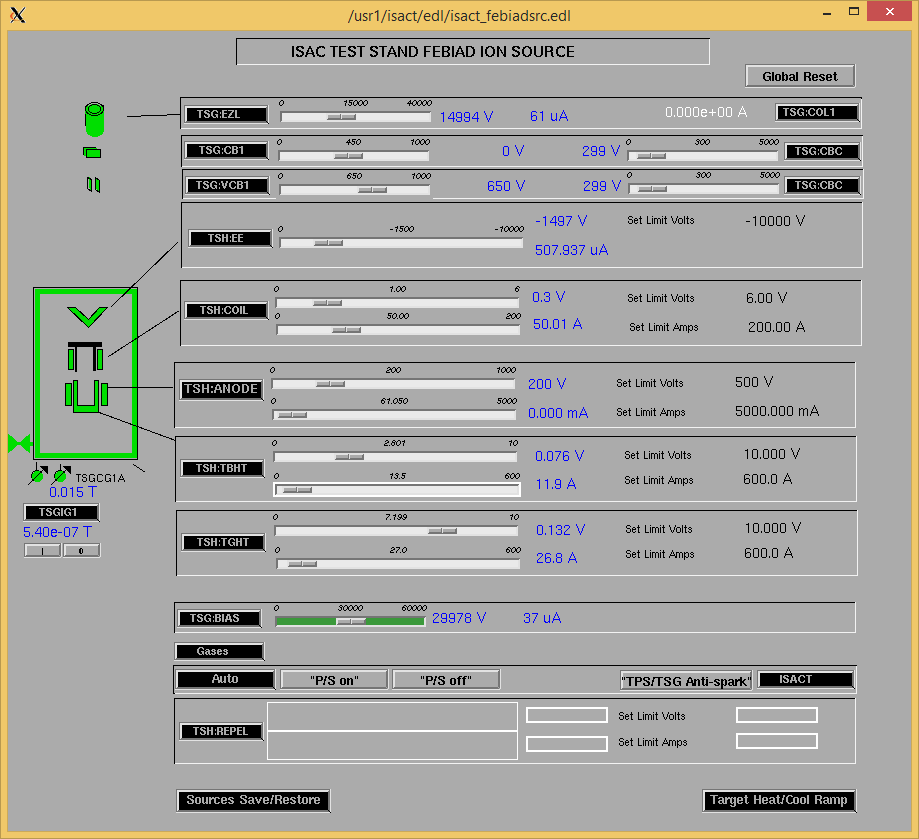 /usr1/isact/edl/isact_febiadsrc.edl
ISAC TEST STAND FEBIAD ION SOURCE
Global Reset
TSG:EZL 0 15000 40000 14994 V 61 uA 0.000e+00 A TSG:COL1
TSG:CB1 0 450 1000 0 V 299 V 0 300 5000 TSG:CBC
TSG:VCB1 0 650 1000 650 V 299 V 0 300 5000 TSG:CBC
TSH:EE 0 -1500 -10000 -1497 V Set Limit Volts -10000 V
507.937 uA
TSH:COIL 0 1.00 6 0.3 V Set Limit Volts 6.00 V
0 50.00 200 50.01 A Set Limit Amps 200.00 A
TSH:ANODE 0 200 1000 200 V Set Limit Volts 500 V
0 61.050 5000 0.000 mA Set Limit Amps 5000.000 mA
TSH:TBHT 0 2.801 10 0.076 V Set Limit Volts 10.000 V
0 13.5 600 11.9 A Set Limit Amps 600.0 A
TSGCG1A
0.015 T
TSGIG1
5.40e-07 T
I 0
TSH:TGHT 0 7.199 10 0.132 V Set Limit Volts 10.000 V
0 27.0 600 26.8 A Set Limit Amps 600.0 A
TSG:BIAS 0 30000 60000 29978 V 37 uA
Gases
Auto "P/S on" "P/S off" "TPS/TSG Anti-spark" ISACT
TSH:REPEL Set Limit Volts
Set Limit Amps
Sources Save/Restore Target Heat/Cool Ramp